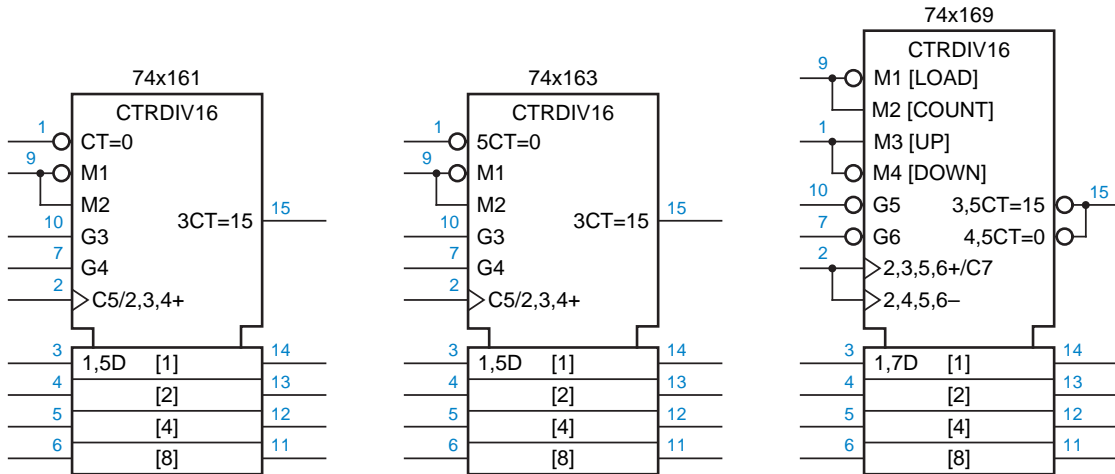 74x161
CTRDIV16
1 CT=0
9 M1
M2
10 G3
3CT=15 15
7 G4
2 C5/2,3,4+
3 1,5D [1] 14
4 [2] 13
5 [4] 12
6 [8] 11
74x163
CTRDIV16
1 5CT=0
9 M1
M2
10 G3
3CT=15 15
7 G4
2 C5/2,3,4+
3 1,5D [1] 14
4 [2] 13
5 [4] 12
6 [8] 11
74x169
CTRDIV16
9 M1 [LOAD]
M2 [COUNT]
1 M3 [UP]
M4 [DOWN]
10 G5 3,5CT=15 15
7 G6 4,5CT=0
2 2,3,5,6+/C7
2,4,5,6–
3 1,7D [1] 14
4 [2] 13
5 [4] 12
6 [8] 11